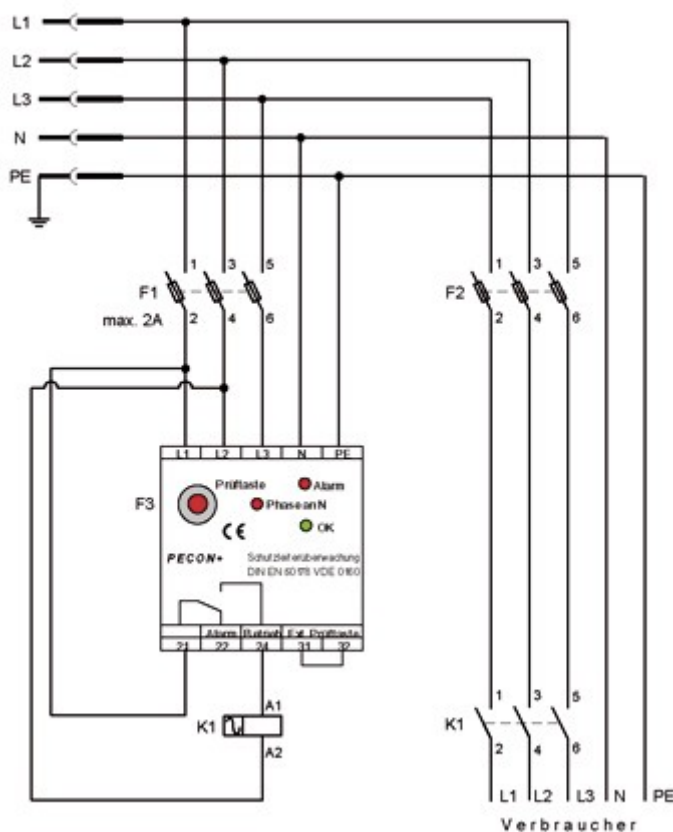 L1
L2
L3
N
PE
1 3 5
F1
max. 2A
2 4 6
1 3 5
F2
2 4 6
L1 L2 L3 N PE
F3
Prüftaste
Alarm
Phase an N
OK
CE
PECON+
Schutzleiterüberwachung
DIN EN 50178 VDE 0160
Alarm Betrieb Ext. Prüftaste
21 22 24 31 32
A1
K1
A2
1 3 5
K1
2 4 6
L1 L2 L3 N PE
Verbraucher